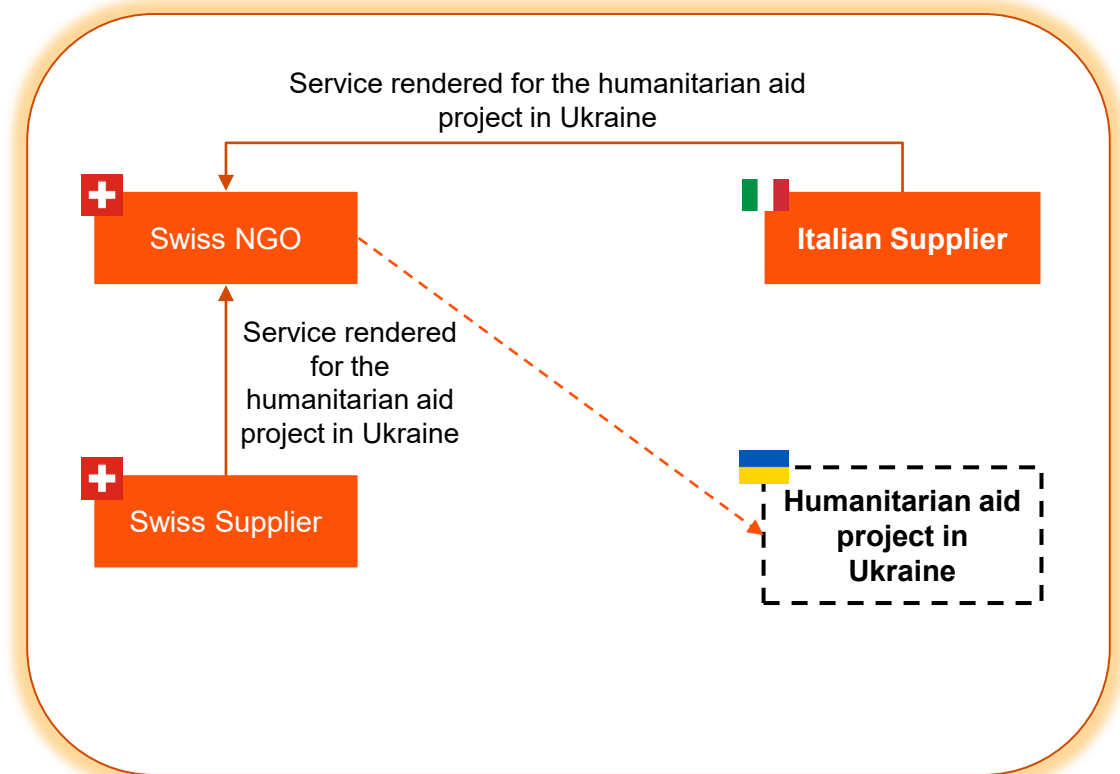 Service rendered for the humanitarian aid
project in Ukraine
Swiss NGO
Italian Supplier
Service rendered
for the
humanitarian aid
project in Ukraine
Swiss Supplier
Humanitarian aid
project in
Ukraine